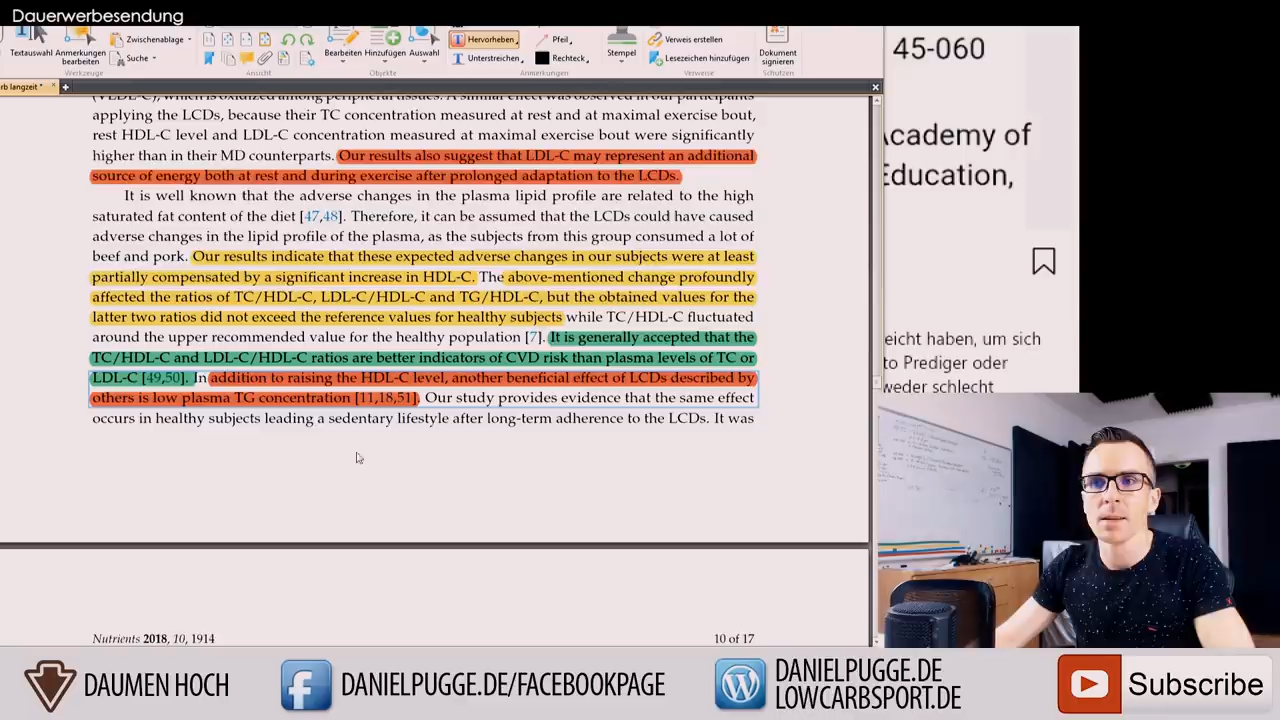 Dauerwerbesendung
Textauswahl
Anmerkungen
bearbeiten
Werkzeuge
Zwischenablage
Suche
Ansicht
Bearbeiten
Hinzufügen
Auswahl
Objekte
Hervorheben
Pfeil
Unterstreichen
Rechteck
Stempel
Anmerkungen
Verweis erstellen
Lesezeichen hinzufügen
Verweise
Dokument
signieren
Schutzen
rb langzeit *
applying the LCDs, because their TC concentration measured at rest and at maximal exercise bout,
rest HDL-C level and LDL-C concentration measured at maximal exercise bout were significantly
higher than in their MD counterparts. Our results also suggest that LDL-C may represent an additional
source of energy both at rest and during exercise after prolonged adaptation to the LCDs.
It is well known that the adverse changes in the plasma lipid profile are related to the high
saturated fat content of the diet [47,48]. Therefore, it can be assumed that the LCDs could have caused
adverse changes in the lipid profile of the plasma, as the subjects from this group consumed a lot of
beef and pork. Our results indicate that these expected adverse changes in our subjects were at least
partially compensated by a significant increase in HDL-C. The above-mentioned change profoundly
affected the ratios of TC/HDL-C, LDL-C/HDL-C and TG/HDL-C, but the obtained values for the
latter two ratios did not exceed the reference values for healthy subjects while TC/HDL-C fluctuated
around the upper recommended value for the healthy population [7]. It is generally accepted that the
TC/HDL-C and LDL-C/HDL-C ratios are better indicators of CVD risk than plasma levels of TC or
LDL-C [49,50]. In addition to raising the HDL-C level, another beneficial effect of LCDs described by
others is low plasma TG concentration [11,18,51]. Our study provides evidence that the same effect
occurs in healthy subjects leading a sedentary lifestyle after long-term adherence to the LCDs. It was
Nutrients 2018, 10, 1914
10 of 17
45-060
Academy of
Education,
eicht haben, um sich
to Prediger oder
weder schlecht
DAUMEN HOCH
DANIELPUGGE.DE/FACEBOOKPAGE
DANIELPUGGE.DE
LOWCARBSPORT.DE
Subscribe